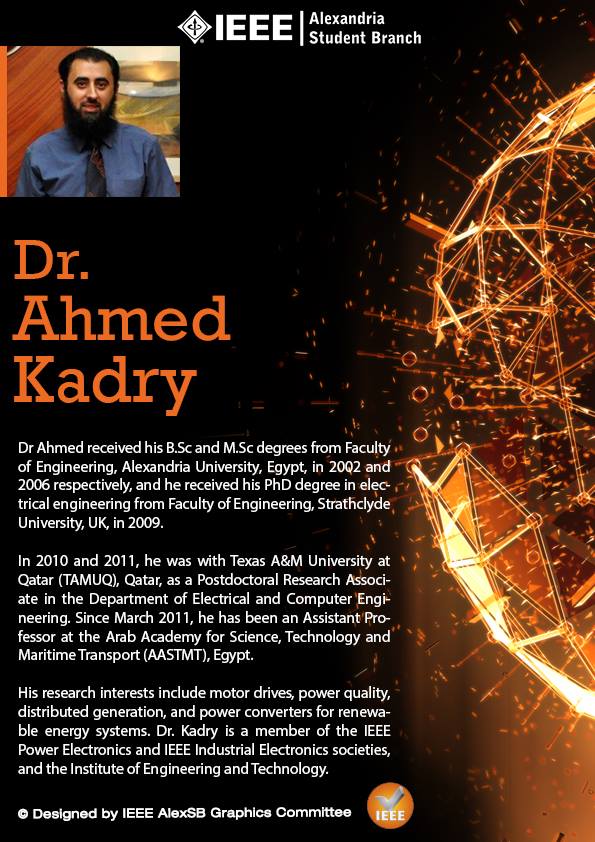 IEEE
Alexandria
Student Branch
Dr.
Ahmed
Kadry
Dr Ahmed received his B.Sc and M.Sc degrees from Faculty
of Engineering, Alexandria University, Egypt, in 2002 and
2006 respectively, and he received his PhD degree in elec-
trical engineering from Faculty of Engineering, Strathclyde
University, UK, in 2009.
In 2010 and 2011, he was with Texas A&M University at
Qatar (TAMUQ), Qatar, as a Postdoctoral Research Associ-
ate in the Department of Electrical and Computer Engi-
neering. Since March 2011, he has been an Assistant Pro-
fessor at the Arab Academy for Science, Technology and
Maritime Transport (AASTMT), Egypt.
His research interests include motor drives, power quality,
distributed generation, and power converters for renewa-
ble energy systems. Dr. Kadry is a member of the IEEE
Power Electronics and IEEE Industrial Electronics societies,
and the Institute of Engineering and Technology.
© Designed by IEEE AlexSB Graphics Committee
IEEE